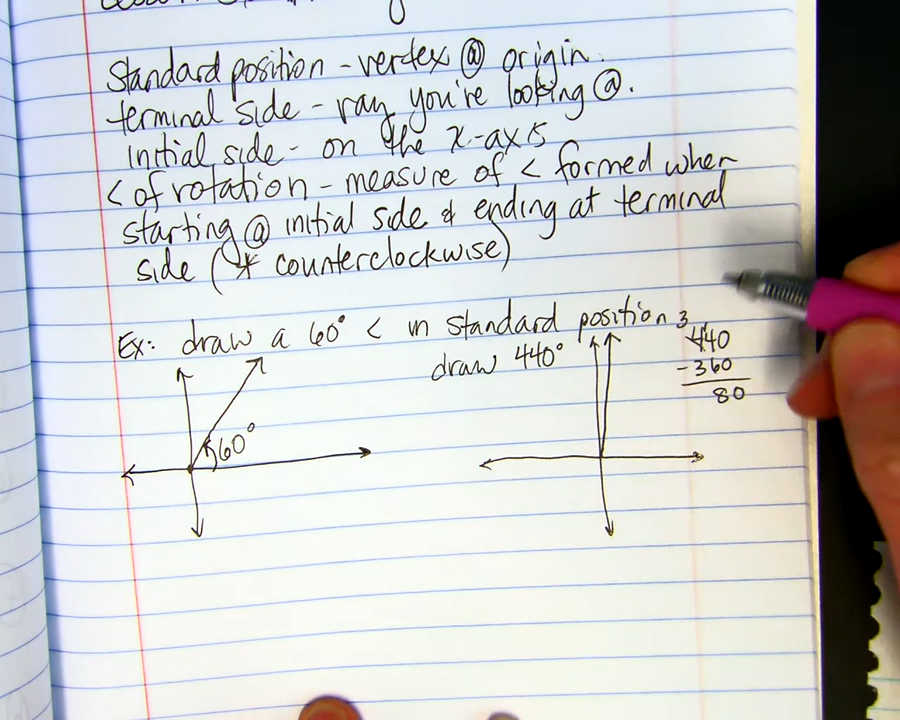 Standard position - vertex @ origin.
terminal side - ray you're looking @.
initial side - on the x-axis
< of rotation - measure of < formed when
starting @ initial side & ending at terminal
side (* counterclockwise)
Ex: draw a 60° < in standard position
draw 440°
3
440
-360
80
60°